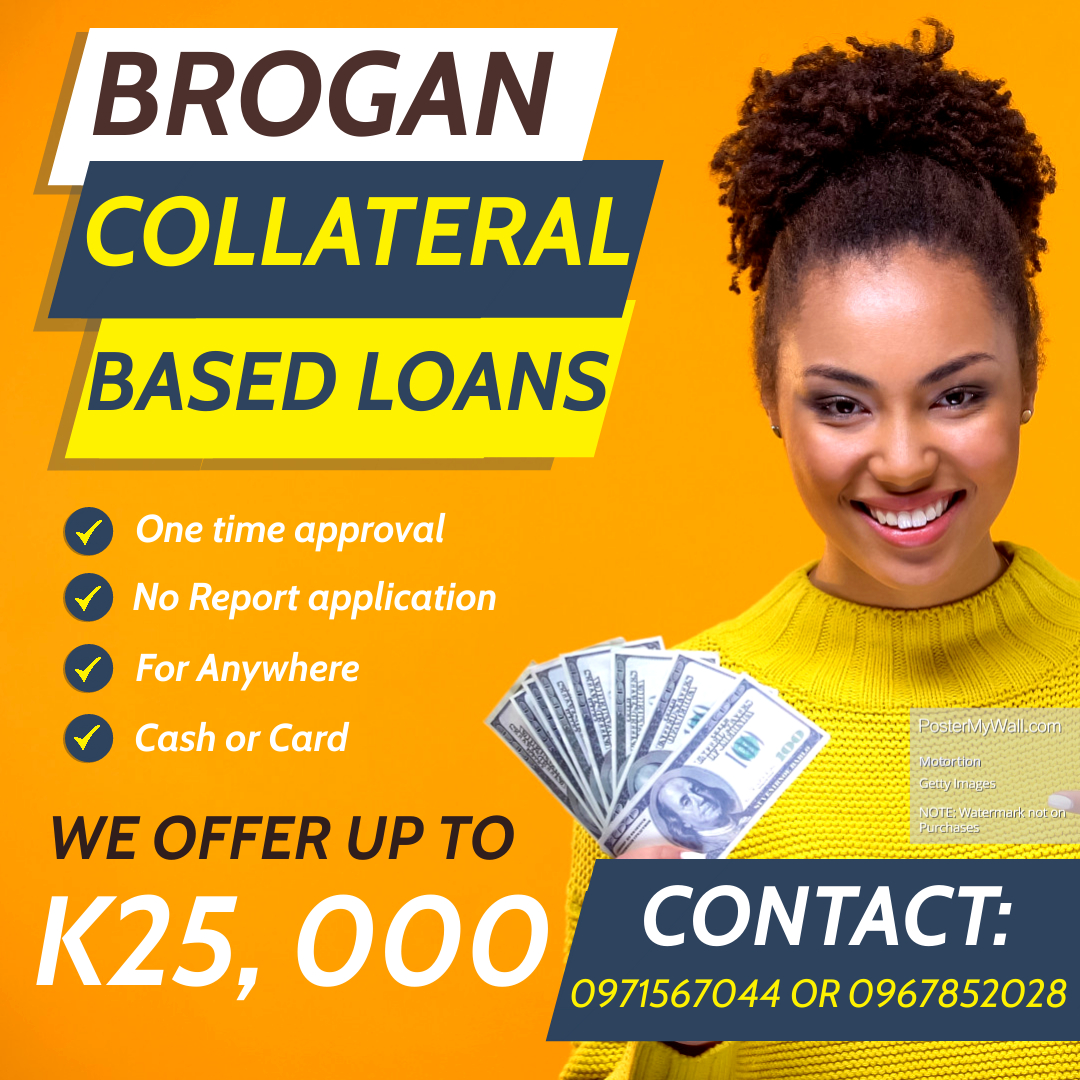 BROGAN
COLLATERAL
BASED LOANS
One time approval
No Report application
For Anywhere
Cash or Card
WE OFFER UP TO
K25, 000
PosterMyWall.com
Motortion
Getty Images
NOTE: Watermark not on
Purchases
100
CONTACT:
0971567044 OR 0967852028